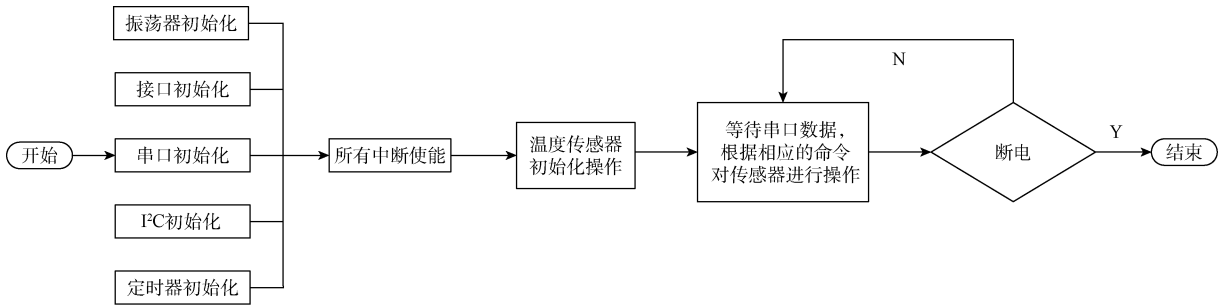 开始
振荡器初始化
接口初始化
串口初始化
I²C初始化
定时器初始化
所有中断使能
温度传感器
初始化操作
等待串口数据，
根据相应的命令
对传感器进行操作
N
断电
Y
结束